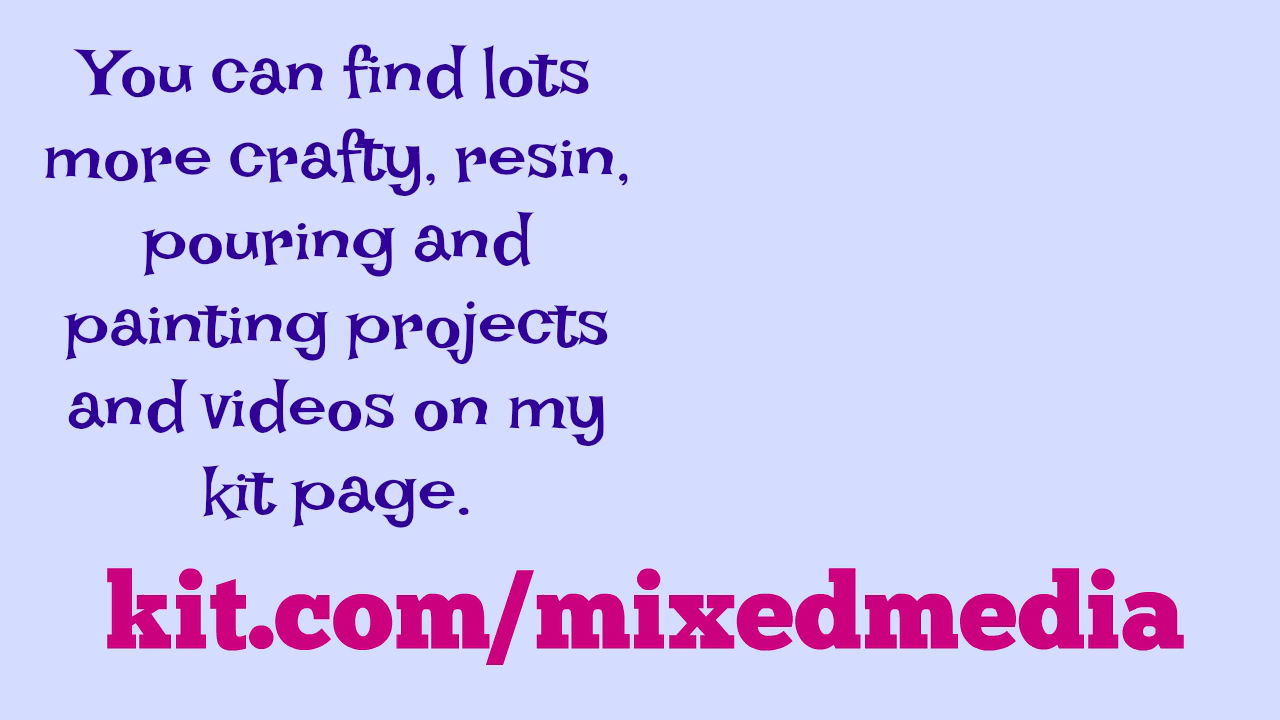 You can find lots
more crafty, resin,
pouring and
painting projects
and videos on my
kit page.
kit.com/mixedmedia